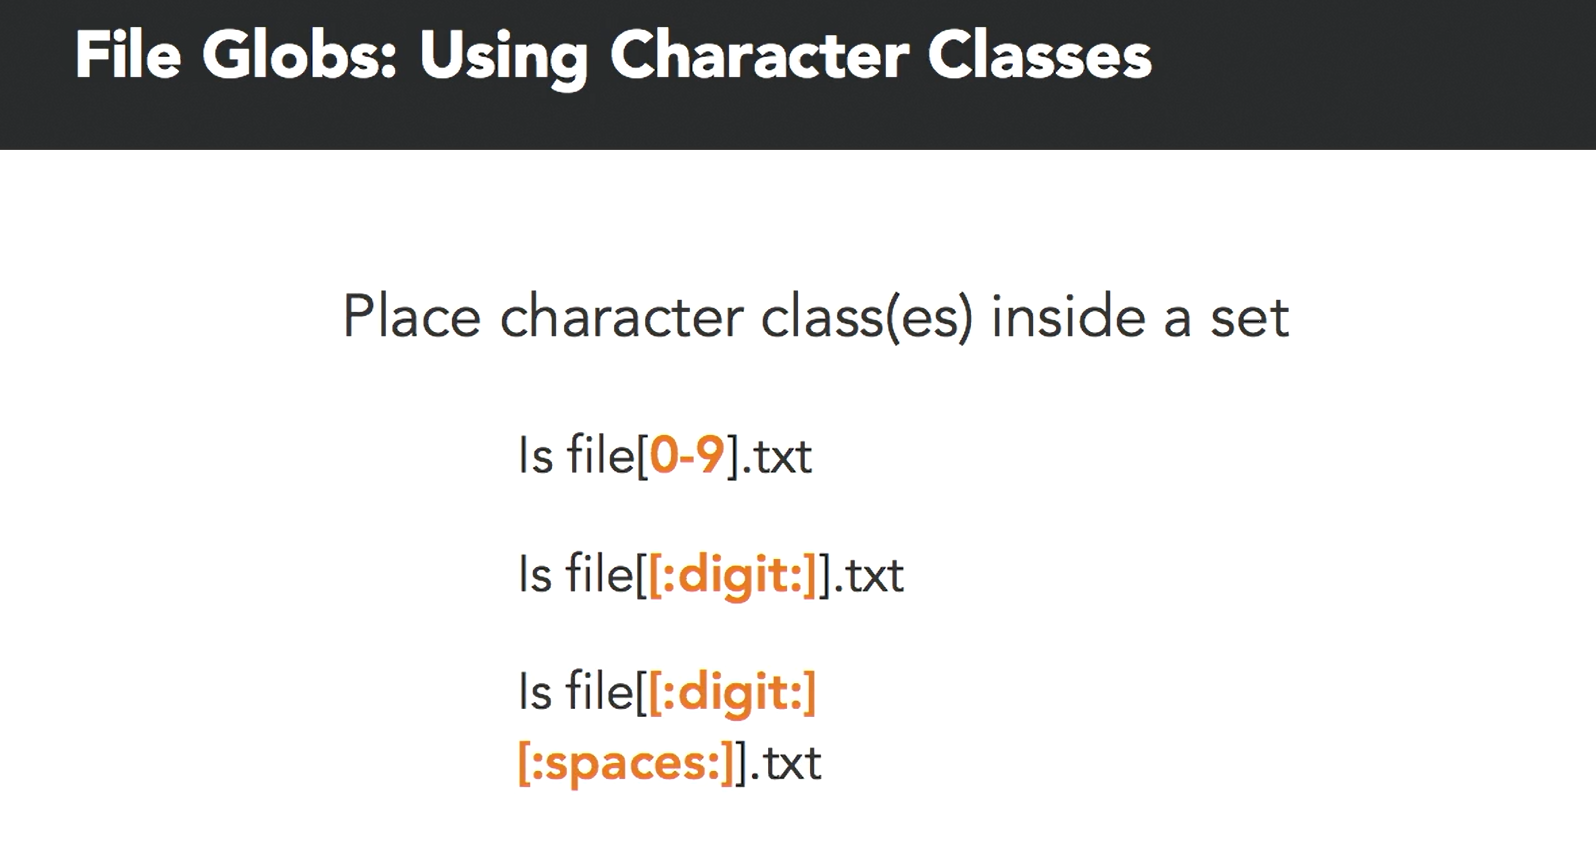 File Globs: Using Character Classes
Place character class(es) inside a set
ls file[0-9].txt
ls file[[:digit:]].txt
ls file[[:digit:]
[:spaces:]].txt